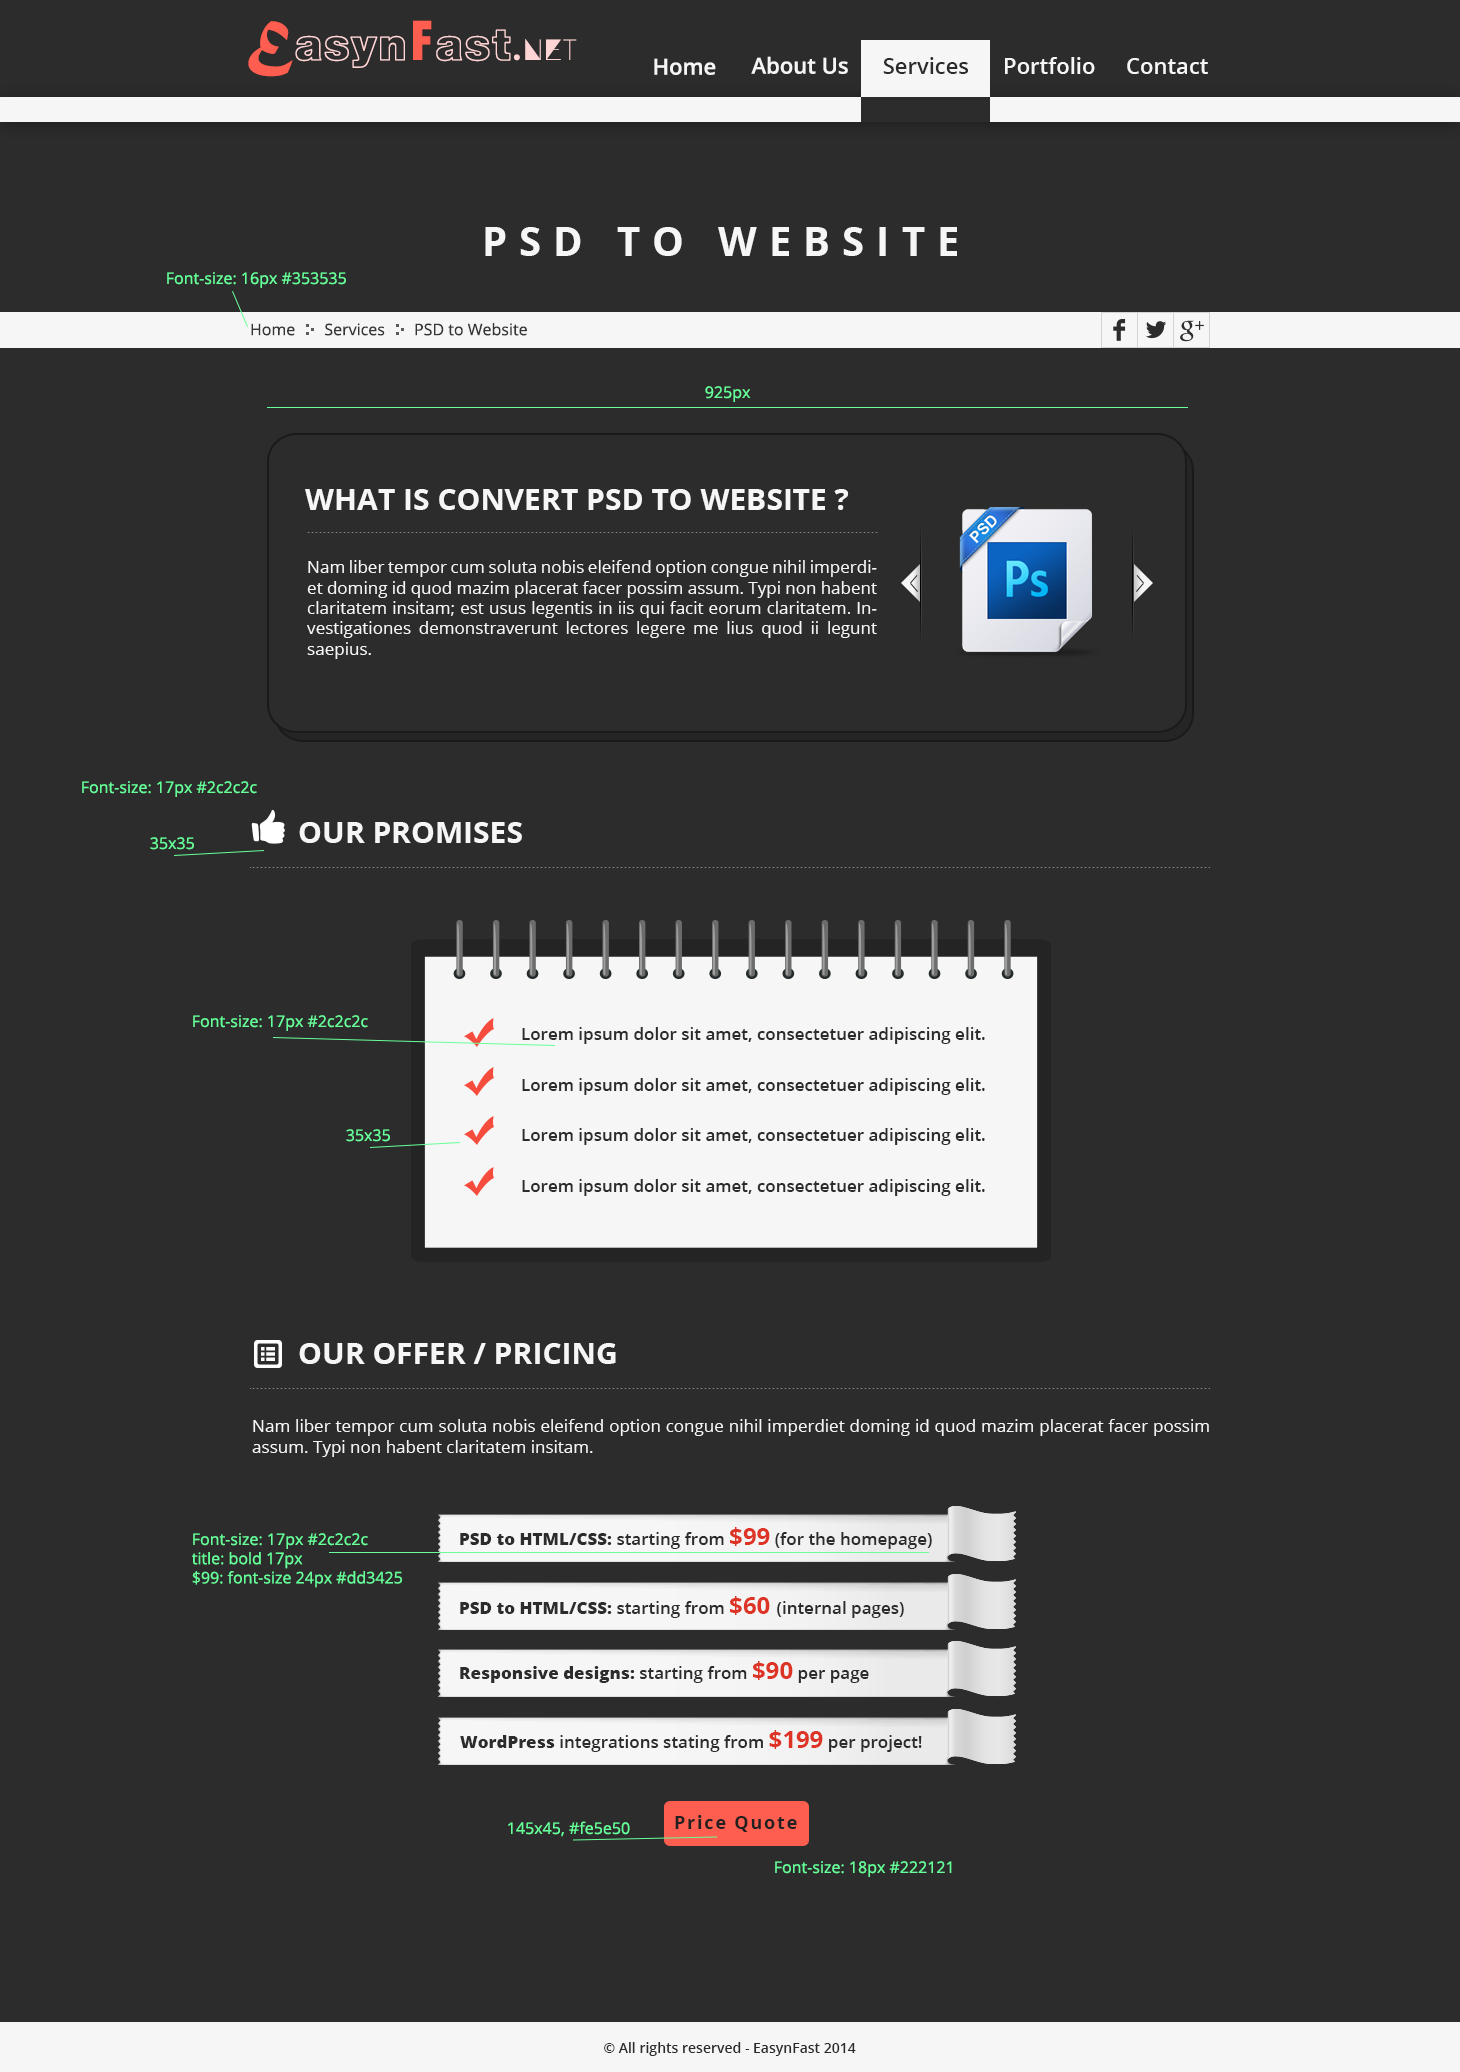 EasynFast.NET
Home About Us Services Portfolio Contact
PSD TO WEBSITE
Font-size: 16px #353535
Home Services PSD to Website f g+
925px
WHAT IS CONVERT PSD TO WEBSITE ?
PSD
Ps
Nam liber tempor cum soluta nobis eleifend option congue nihil imperdi-
et doming id quod mazim placerat facer possim assum. Typi non habent
claritatem insitam; est usus legentis in iis qui facit eorum claritatem. In-
vestigationes demonstraverunt lectores legere me lius quod ii legunt
saepius.
Font-size: 17px #2c2c2c
OUR PROMISES
35x35
Font-size: 17px #2c2c2c
Lorem ipsum dolor sit amet, consectetuer adipiscing elit.
Lorem ipsum dolor sit amet, consectetuer adipiscing elit.
35x35
Lorem ipsum dolor sit amet, consectetuer adipiscing elit.
Lorem ipsum dolor sit amet, consectetuer adipiscing elit.
OUR OFFER / PRICING
Nam liber tempor cum soluta nobis eleifend option congue nihil imperdiet doming id quod mazim placerat facer possim
assum. Typi non habent claritatem insitam.
Font-size: 17px #2c2c2c
title: bold 17px
$99: font-size 24px #dd3425
PSD to HTML/CSS: starting from $99 (for the homepage)
PSD to HTML/CSS: starting from $60 (internal pages)
Responsive designs: starting from $90 per page
WordPress integrations stating from $199 per project!
145x45, #fe5e50
Price Quote
Font-size: 18px #222121
© All rights reserved - EasynFast 2014